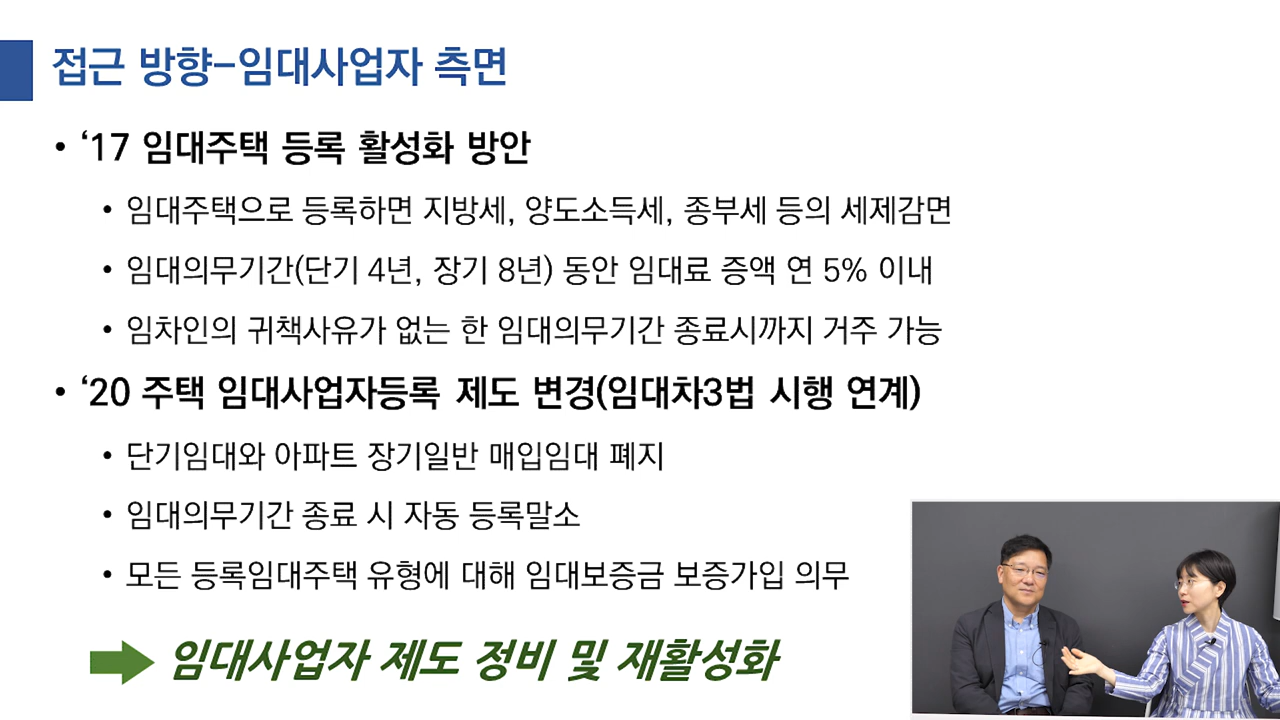 접근 방향-임대사업자 측면
• ‘17 임대주택 등록 활성화 방안
• 임대주택으로 등록하면 지방세, 양도소득세, 종부세 등의 세제감면
• 임대의무기간(단기 4년, 장기 8년) 동안 임대료 증액 연 5% 이내
• 임차인의 귀책사유가 없는 한 임대의무기간 종료시까지 거주 가능
• ‘20 주택 임대사업자등록 제도 변경(임대차3법 시행 연계)
• 단기임대와 아파트 장기일반 매입임대 폐지
• 임대의무기간 종료 시 자동 등록말소
• 모든 등록임대주택 유형에 대해 임대보증금 보증가입 의무
임대사업자 제도 정비 및 재활성화